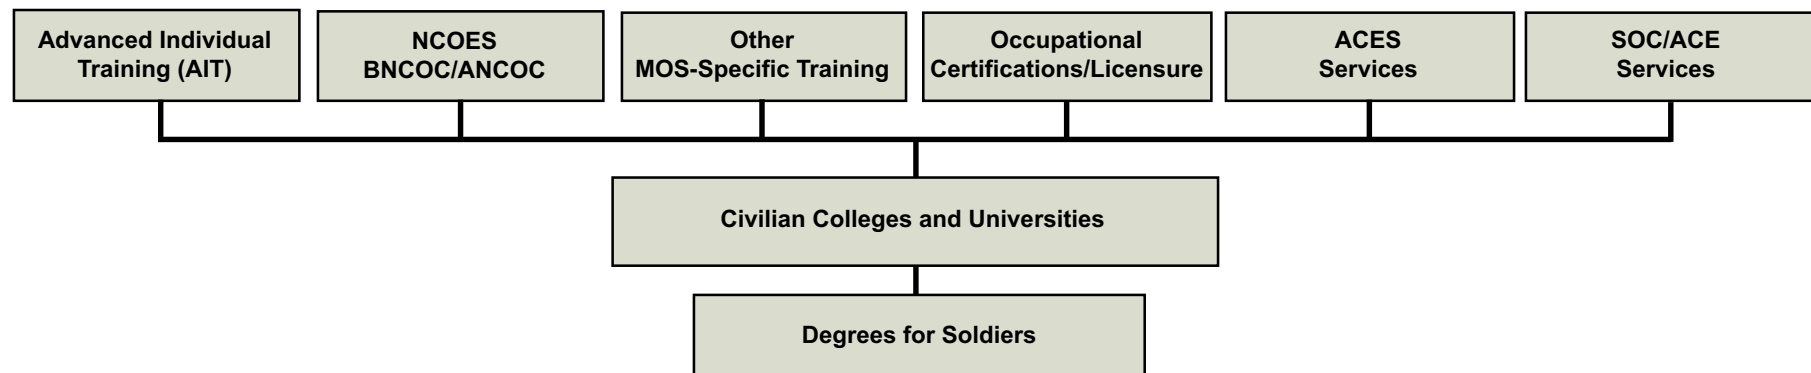 Advanced Individual
Training (AIT)
NCOES
BNCOC/ANCOC
Other
MOS-Specific Training
Occupational
Certifications/Licensure
ACES
Services
SOC/ACE
Services
Civilian Colleges and Universities
Degrees for Soldiers